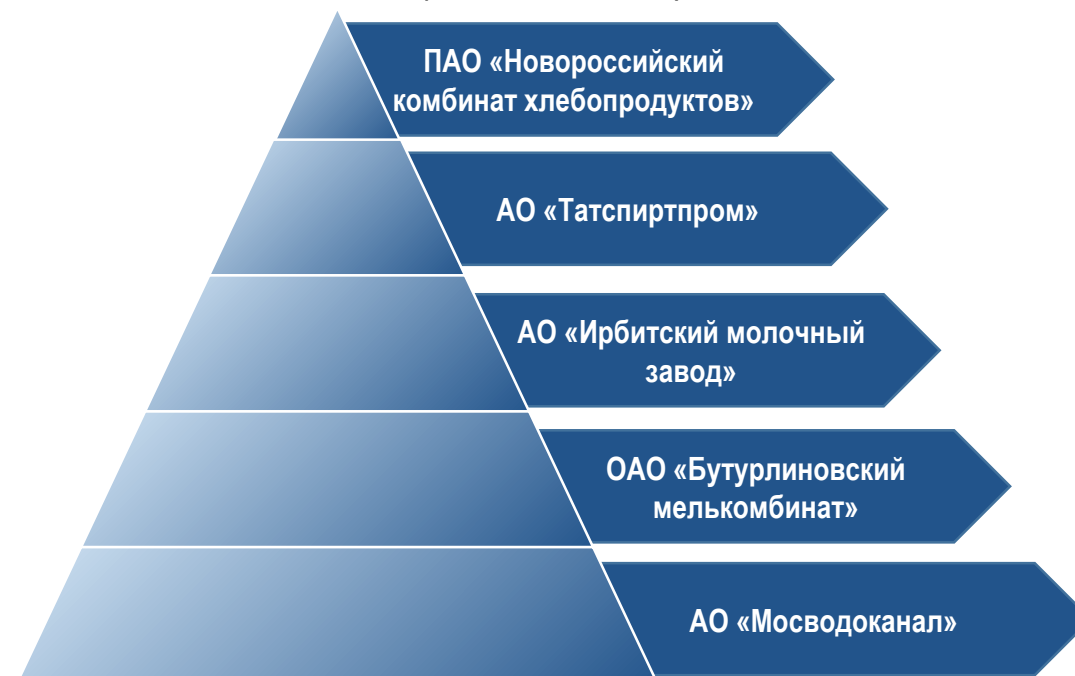 ПАО «Новороссийский
комбинат хлебопродуктов»
АО «Татспиртпром»
АО «Ирбитский молочный
завод»
ОАО «Бутурлиновский
мелькомбинат»
АО «Мосводоканал»